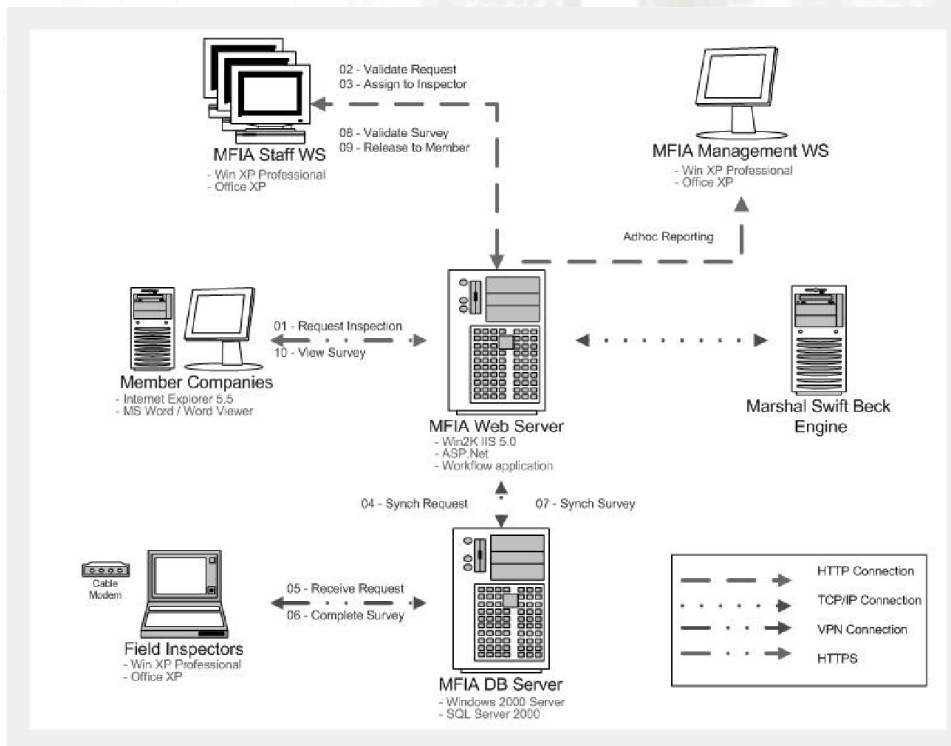 02 - Validate Request
03 - Assign to Inspector
08 - Validate Survey
09 - Release to Member
MFIA Staff WS
- Win XP Professional
- Office XP
MFIA Management WS
- Win XP Professional
- Office XP
Adhoc Reporting
01 - Request Inspection
10 - View Survey
Member Companies
- Internet Explorer 5.5
- MS Word / Word Viewer
MFIA Web Server
- Win2K IIS 5.0
- ASP.Net
- Workflow application
Marshal Swift Beck
Engine
04 - Synch Request
07 - Synch Survey
Cable
Modem
05 - Receive Request
06 - Complete Survey
Field Inspectors
- Win XP Professional
- Office XP
MFIA DB Server
- Windows 2000 Server
- SQL Server 2000
HTTP Connection
TCP/IP Connection
VPN Connection
HTTPS